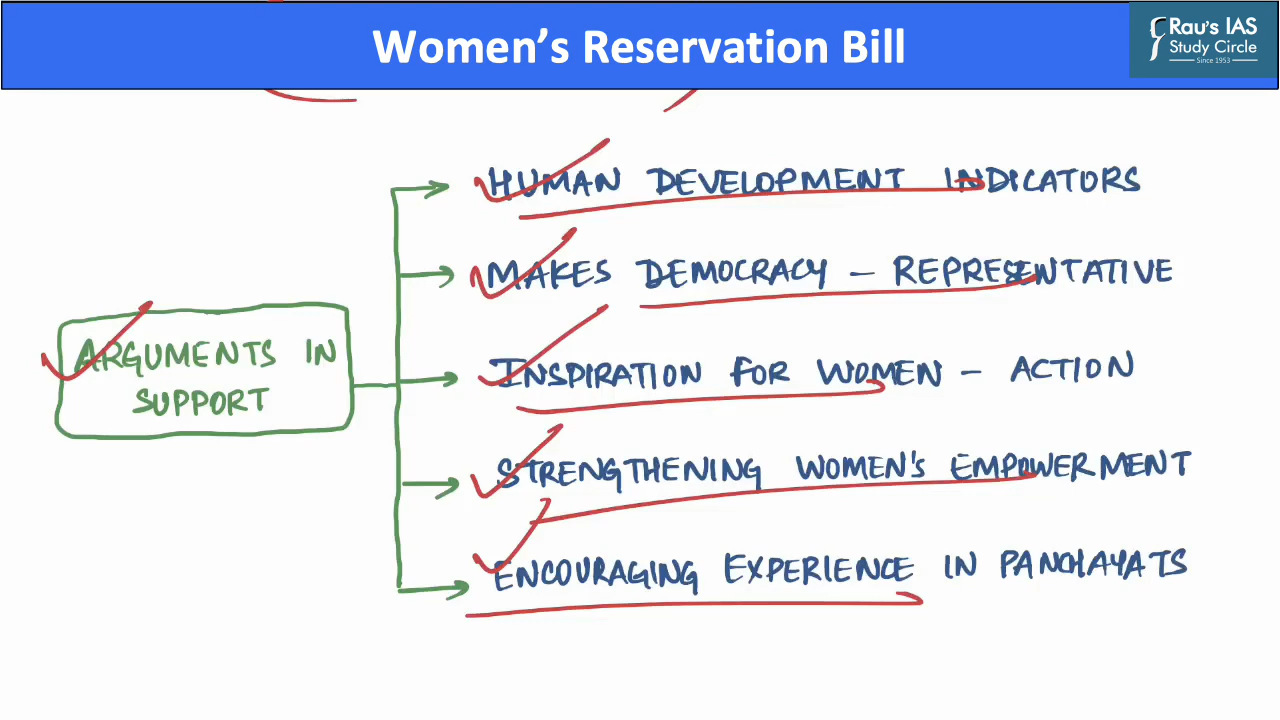 Women's Reservation Bill
Rau's IAS
Study Circle
Since 1953
HUMAN DEVELOPMENT INDICATORS
MAKES DEMOCRACY – REPRESENTATIVE
ARGUMENTS IN
SUPPORT
INSPIRATION FOR WOMEN – ACTION
STRENGTHENING WOMEN'S EMPOWERMENT
ENCOURAGING EXPERIENCE IN PANCHAYATS